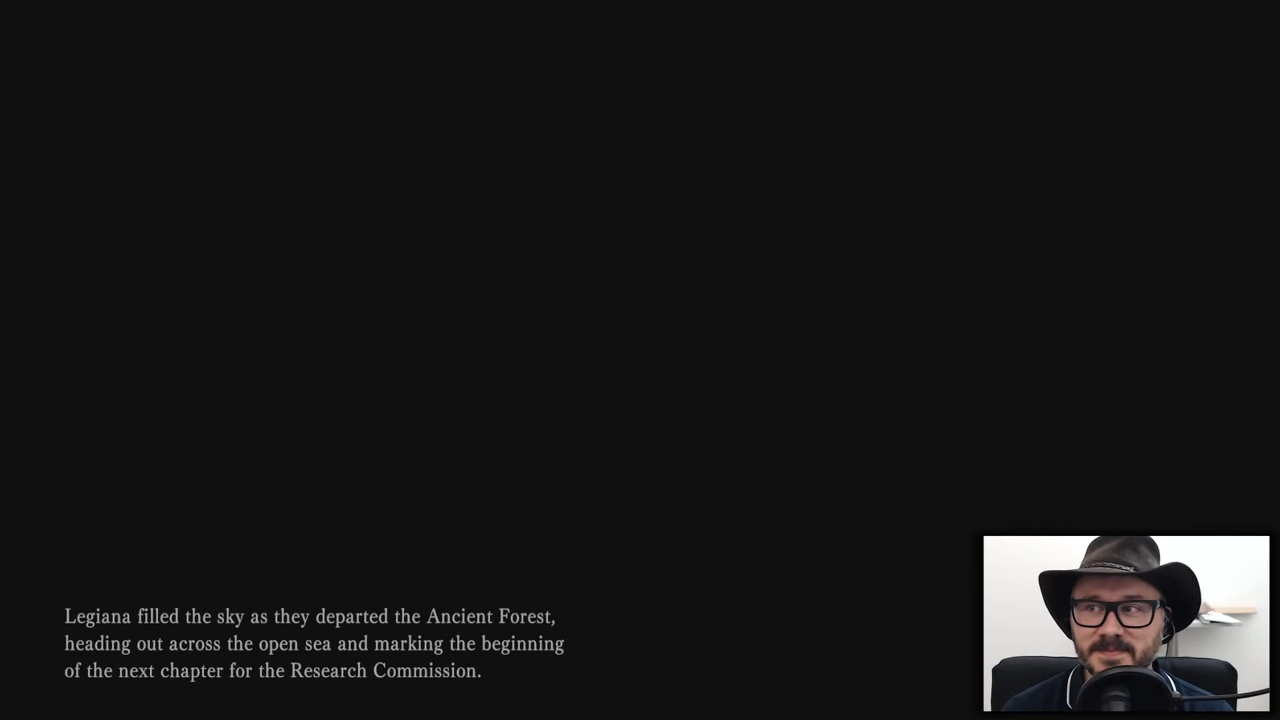 Legiana filled the sky as they departed the Ancient Forest,
heading out across the open sea and marking the beginning
of the next chapter for the Research Commission.